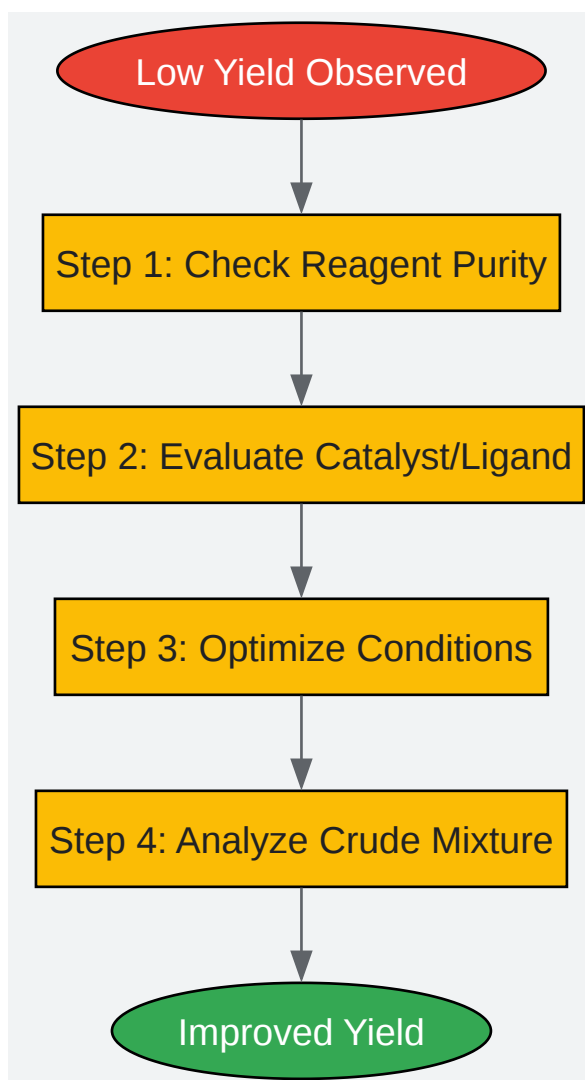 Low Yield Observed
Step 1: Check Reagent Purity
Step 2: Evaluate Catalyst/Ligand
Step 3: Optimize Conditions
Step 4: Analyze Crude Mixture
Improved Yield